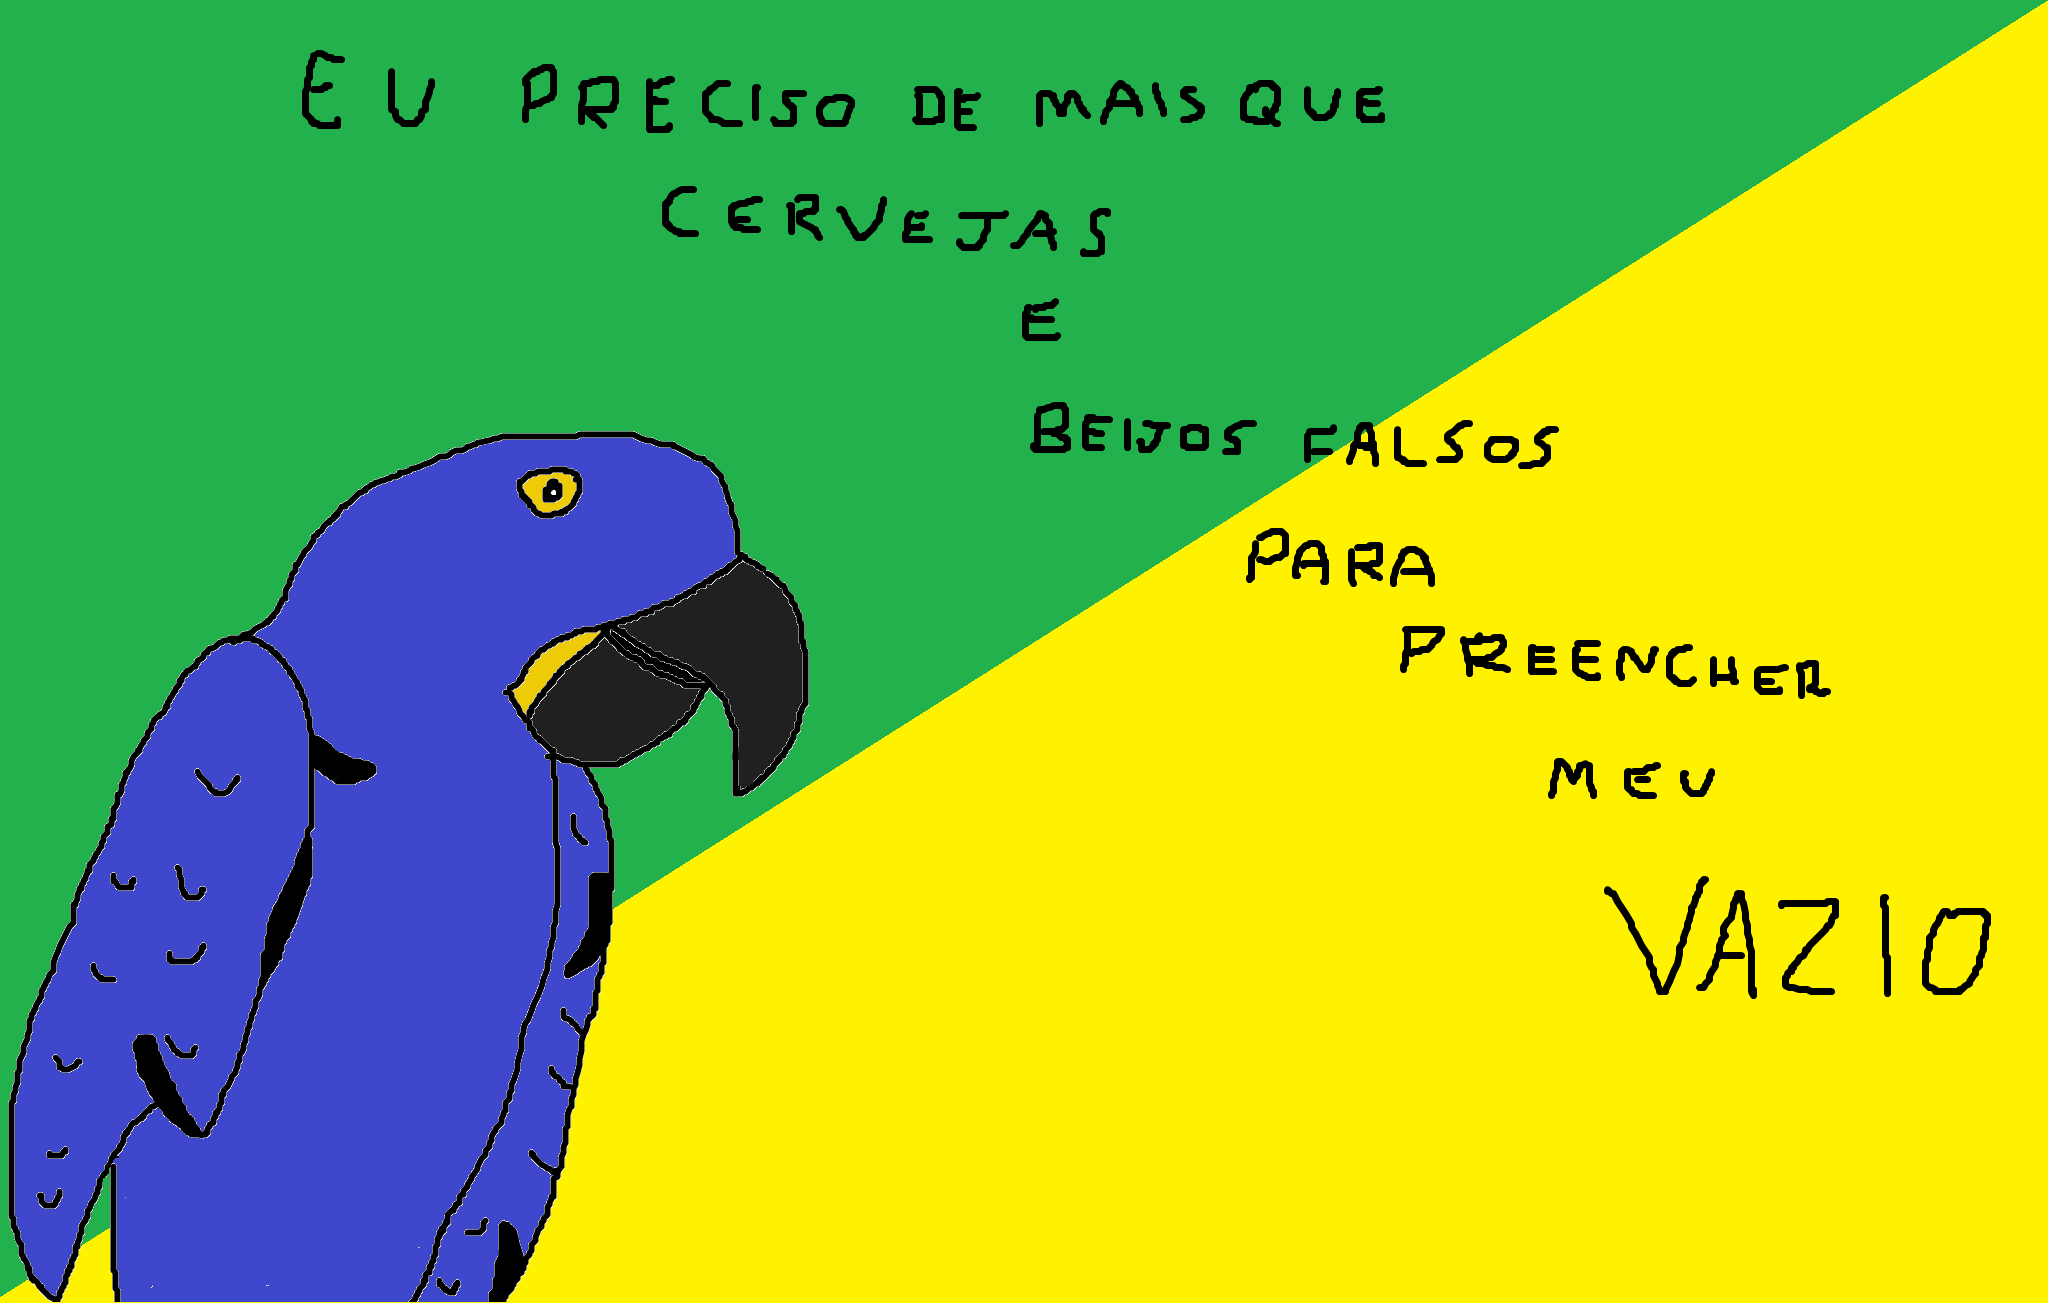 EU PRECISO DE MAIS QUE
CERVEJAS
E
BEIJOS FALSOS
PARA
PREENCHER
MEU
VAZIO